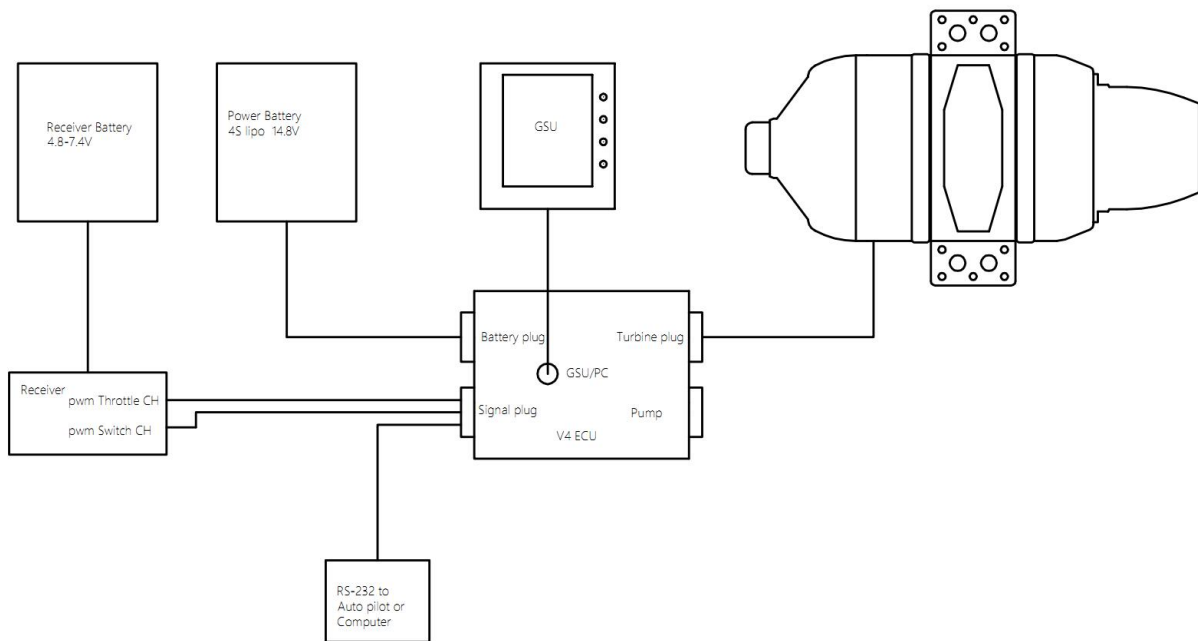 Receiver Battery
4.8-7.4V
Power Battery
4S lipo 14.8V
GSU
Battery plug
Turbine plug
GSU/PC
Receiver
pwm Throttle CH
pwm Switch CH
Signal plug
Pump
V4 ECU
RS-232 to
Auto pilot or
Computer